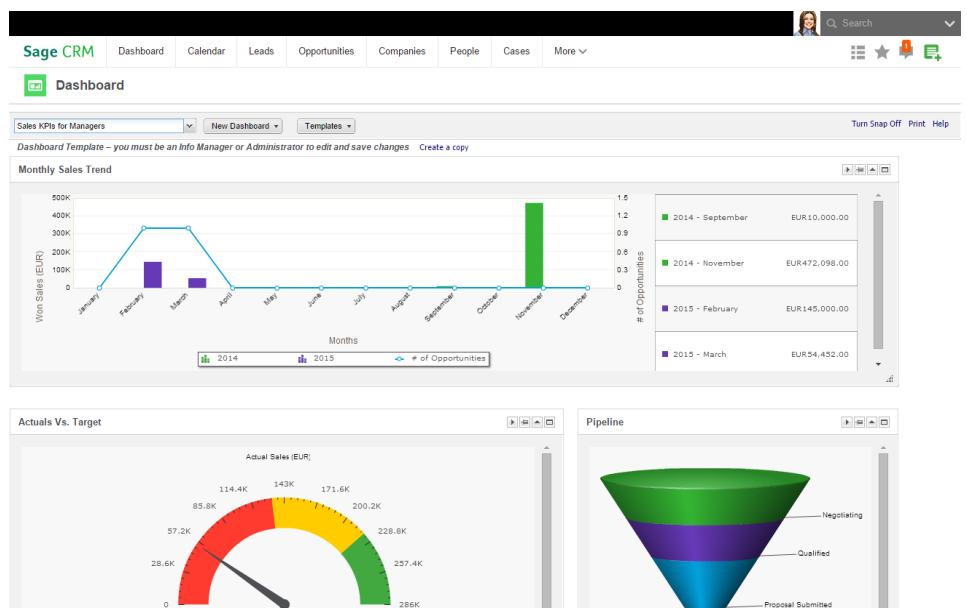 1
Search
Sage CRM Dashboard Calendar Leads Opportunities Companies People Cases More
Dashboard
Sales KPIs for Managers New Dashboard Templates Turn Snap Off Print Help
Dashboard Template – you must be an Info Manager or Administrator to edit and save changes Create a copy
Monthly Sales Trend
500K
400K
300K
200K
100K
0
Won Sales (EUR)
1.5
1.2
0.9
0.6
0.3
0
# of Opportunities
January February March April May June July August September October November December
Months
2014 2015 # of Opportunities
2014 - September EUR10,000.00
2014 - November EUR472,098.00
2015 - February EUR145,000.00
2015 - March EUR54,452.00
Actuals Vs. Target
Actual Sales (EUR)
0
28.6K
57.2K
85.8K
114.4K
143K
171.6K
200.2K
228.8K
257.4K
286K
Pipeline
Negotiating
Qualified
Proposal Submitted